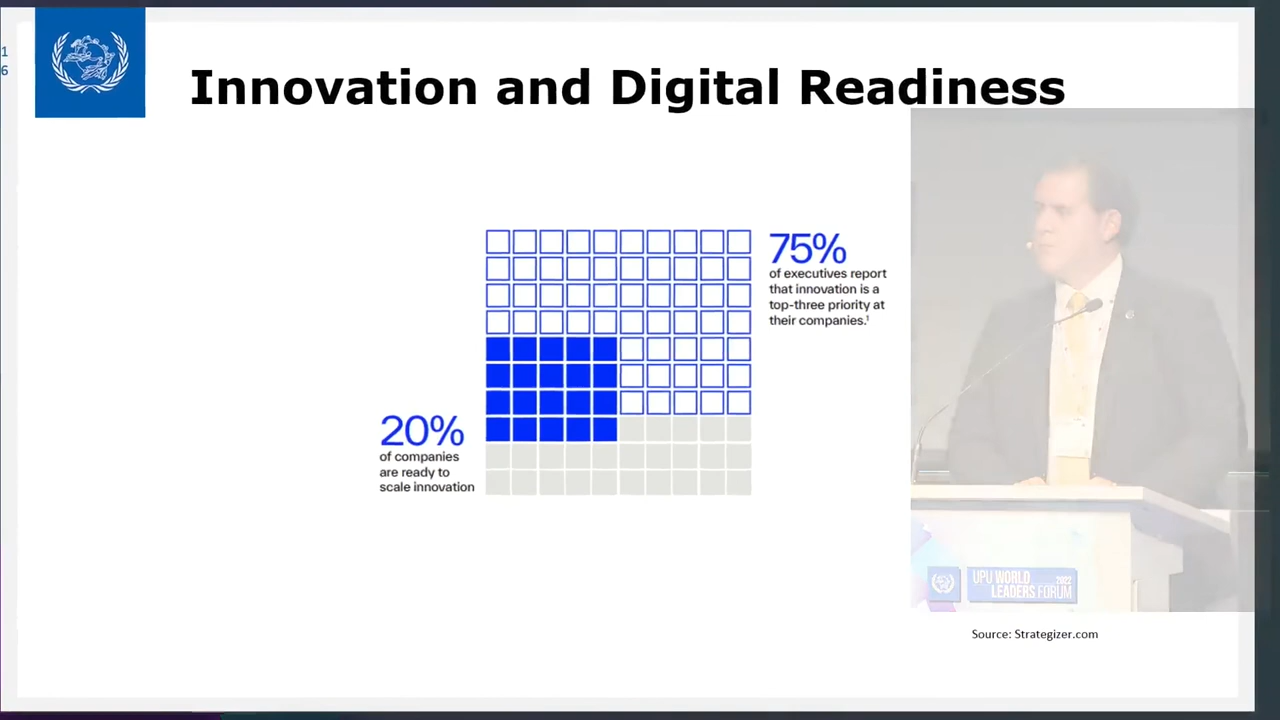 1
6
Innovation and Digital Readiness
75%
of executives report
that innovation is a
top-three priority at
their companies.¹
20%
of companies
are ready to
scale innovation
UPU WORLD 2022
LEADERS FORUM
Source: Strategizer.com